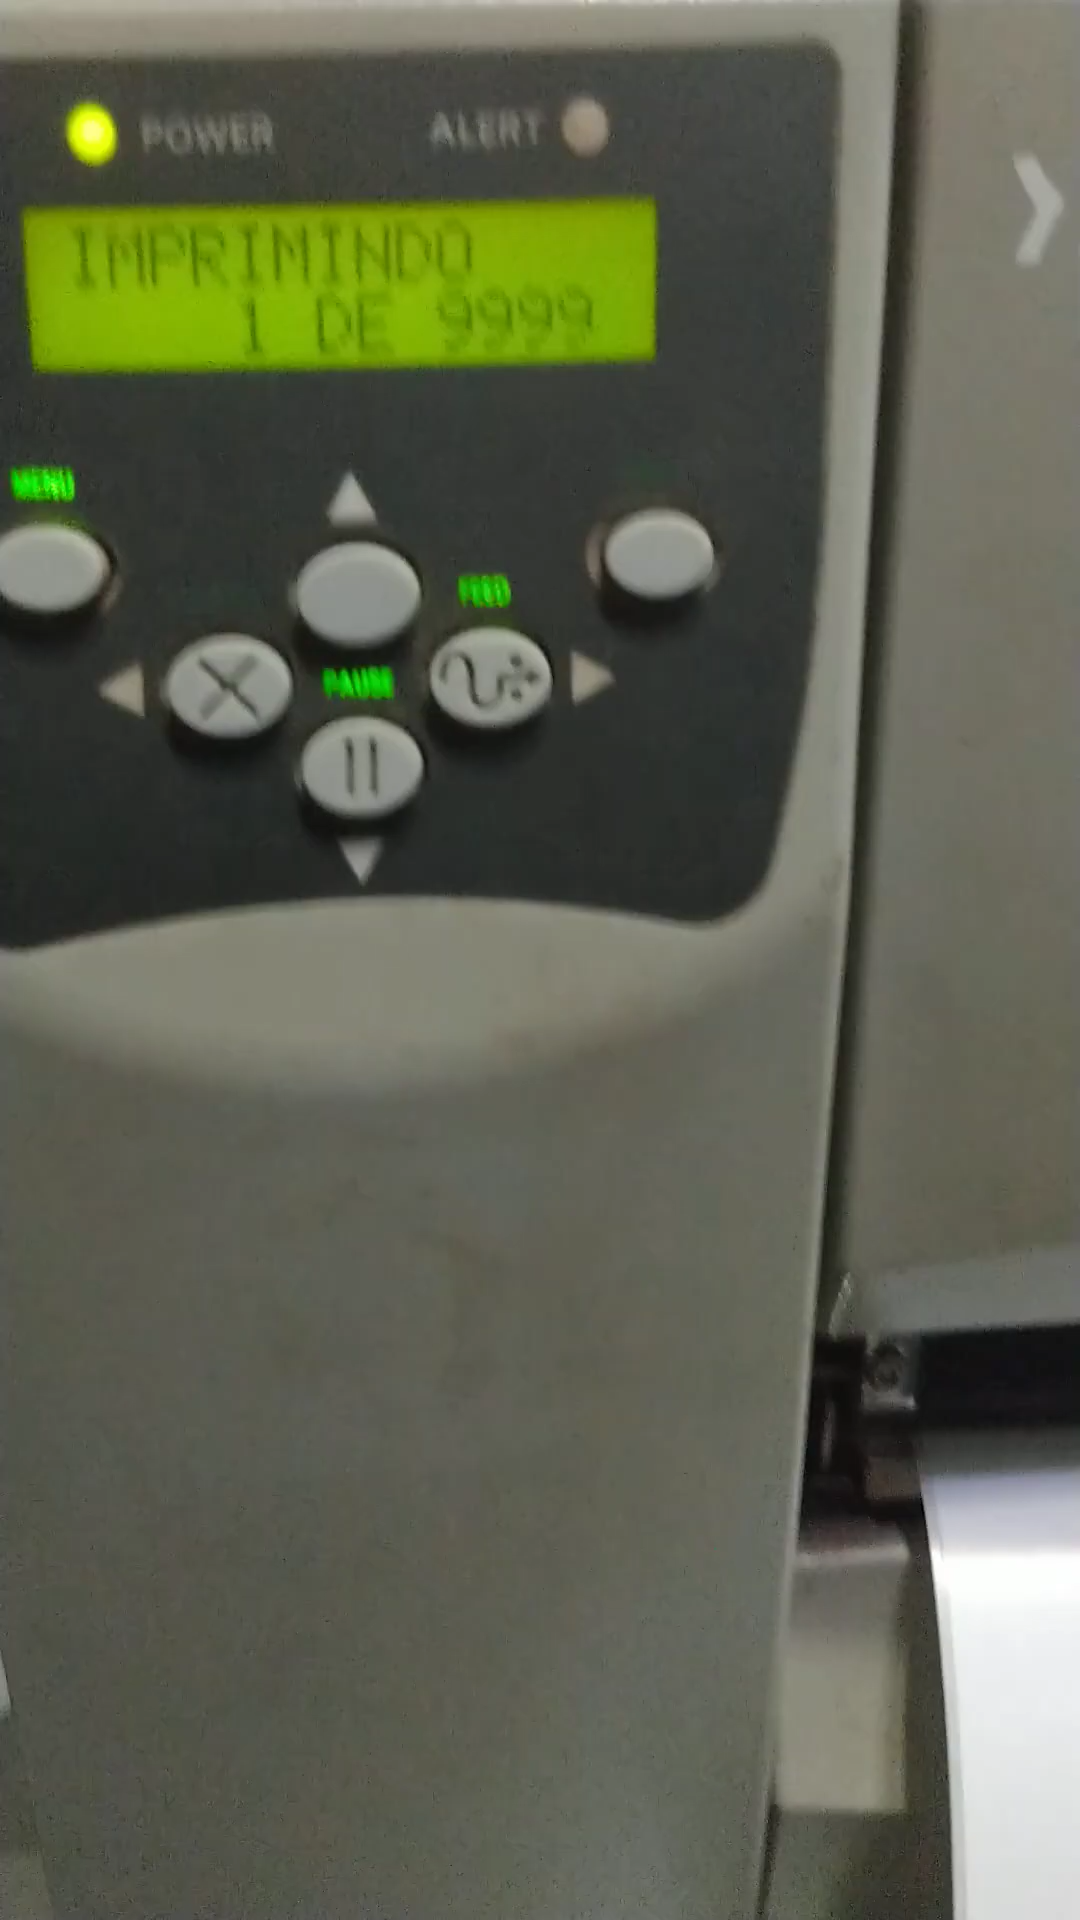 POWER ALERT
IMPRIMINDO
1 DE 9999
MENU
FEED
PAUSE